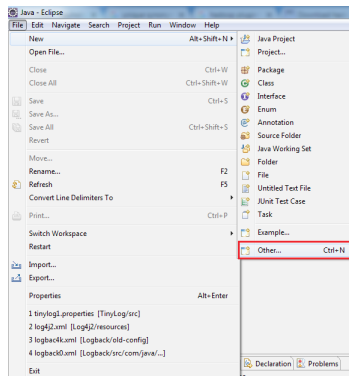 Java - Eclipse
File Edit Navigate Search Project Run Window Help
New Alt+Shift+N
Open File...
Close Ctrl+W
Close All Ctrl+Shift+W
Save Ctrl+S
Save As...
Save All Ctrl+Shift+S
Revert
Move...
Rename... F2
Refresh F5
Convert Line Delimiters To
Print... Ctrl+P
Switch Workspace
Restart
Import...
Export...
Properties Alt+Enter
1 tinylog1.properties [TinyLog/src]
2 log4j2.xml [Log4j2/resources]
3 logbac4k.xml [Logback/old-config]
4 logback0.xml [Logback/src/com/java/...]
Exit
Java Project
Project...
Package
Class
Interface
Enum
Annotation
Source Folder
Java Working Set
Folder
File
Untitled Text File
JUnit Test Case
Task
Example...
Other... Ctrl+N
Declaration Problems